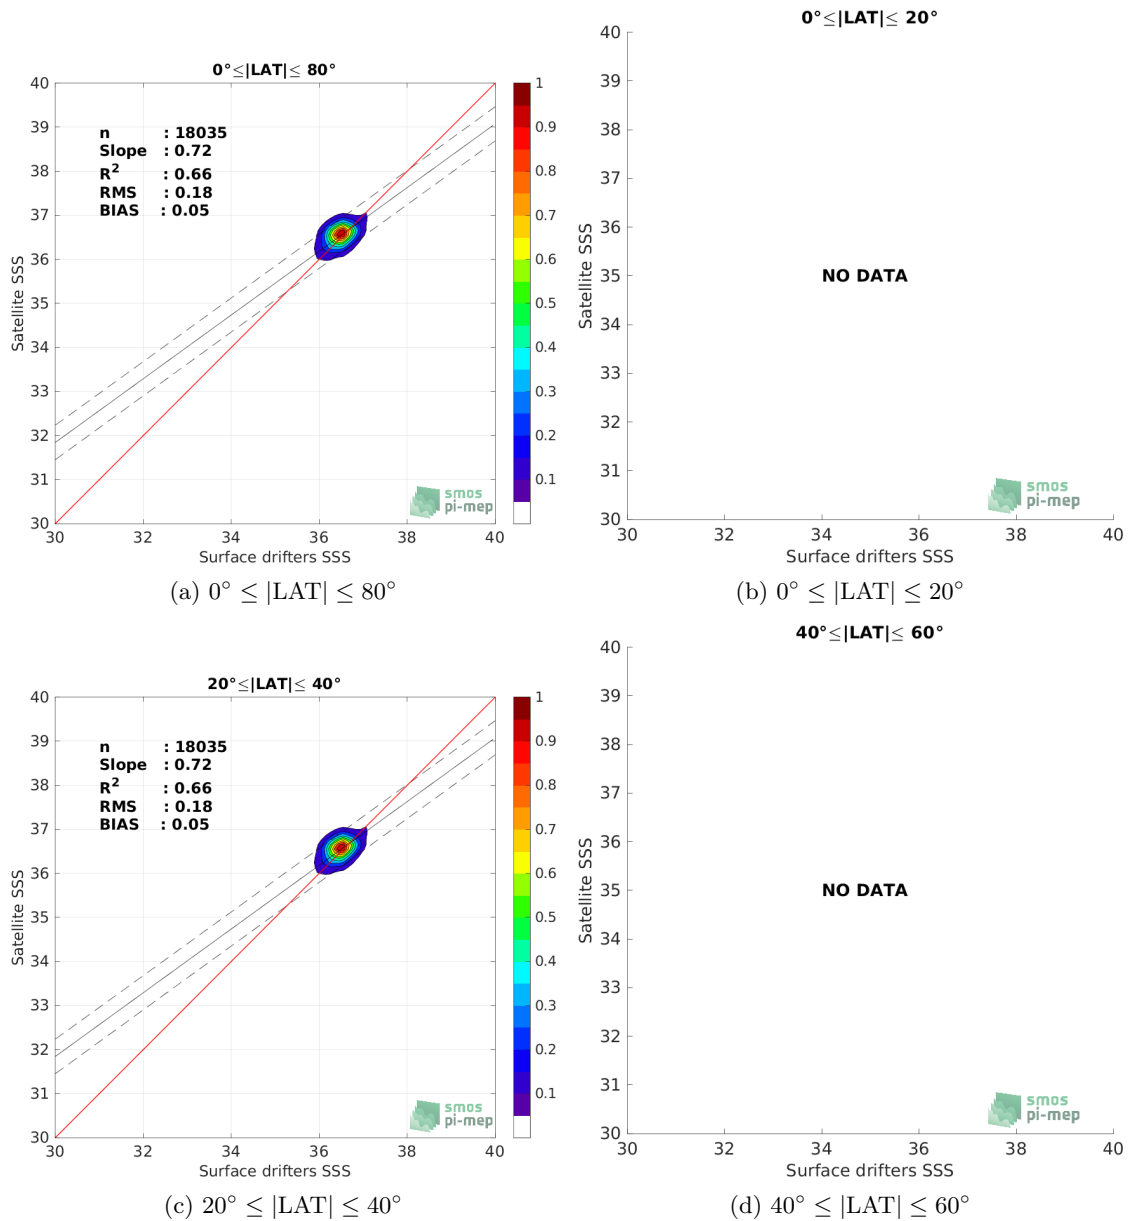 0°≤|LAT|≤ 80°
40
39
38
37
36
35
34
33
32
31
30
30
32
34
36
38
40
Satellite SSS
Surface drifters SSS
n : 18035
Slope : 0.72
R² : 0.66
RMS : 0.18
BIAS : 0.05
1
0.9
0.8
0.7
0.6
0.5
0.4
0.3
0.2
0.1
smos
pi-mep
(a) 0° ≤ |LAT| ≤ 80°
0°≤|LAT|≤ 20°
40
39
38
37
36
35
34
33
32
31
30
30
32
34
36
38
40
Satellite SSS
Surface drifters SSS
NO DATA
smos
pi-mep
(b) 0° ≤ |LAT| ≤ 20°
20°≤|LAT|≤ 40°
40
39
38
37
36
35
34
33
32
31
30
30
32
34
36
38
40
Satellite SSS
Surface drifters SSS
n : 18035
Slope : 0.72
R² : 0.66
RMS : 0.18
BIAS : 0.05
1
0.9
0.8
0.7
0.6
0.5
0.4
0.3
0.2
0.1
smos
pi-mep
(c) 20° ≤ |LAT| ≤ 40°
40°≤|LAT|≤ 60°
40
39
38
37
36
35
34
33
32
31
30
30
32
34
36
38
40
Satellite SSS
Surface drifters SSS
NO DATA
smos
pi-mep
(d) 40° ≤ |LAT| ≤ 60°